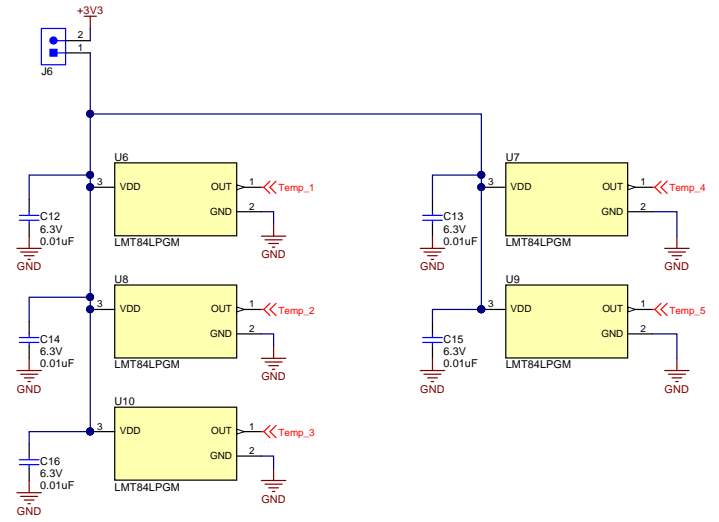 +3V3
2
1
J6
U6
3 VDD OUT 1 Temp_1
GND 2
C12
6.3V
0.01uF
GND
LMT84LPGM
GND
U7
3 VDD OUT 1 Temp_4
GND 2
C13
6.3V
0.01uF
GND
LMT84LPGM
GND
U8
3 VDD OUT 1 Temp_2
GND 2
C14
6.3V
0.01uF
GND
LMT84LPGM
GND
U9
3 VDD OUT 1 Temp_5
GND 2
C15
6.3V
0.01uF
GND
LMT84LPGM
GND
U10
3 VDD OUT 1 Temp_3
GND 2
C16
6.3V
0.01uF
GND
LMT84LPGM
GND